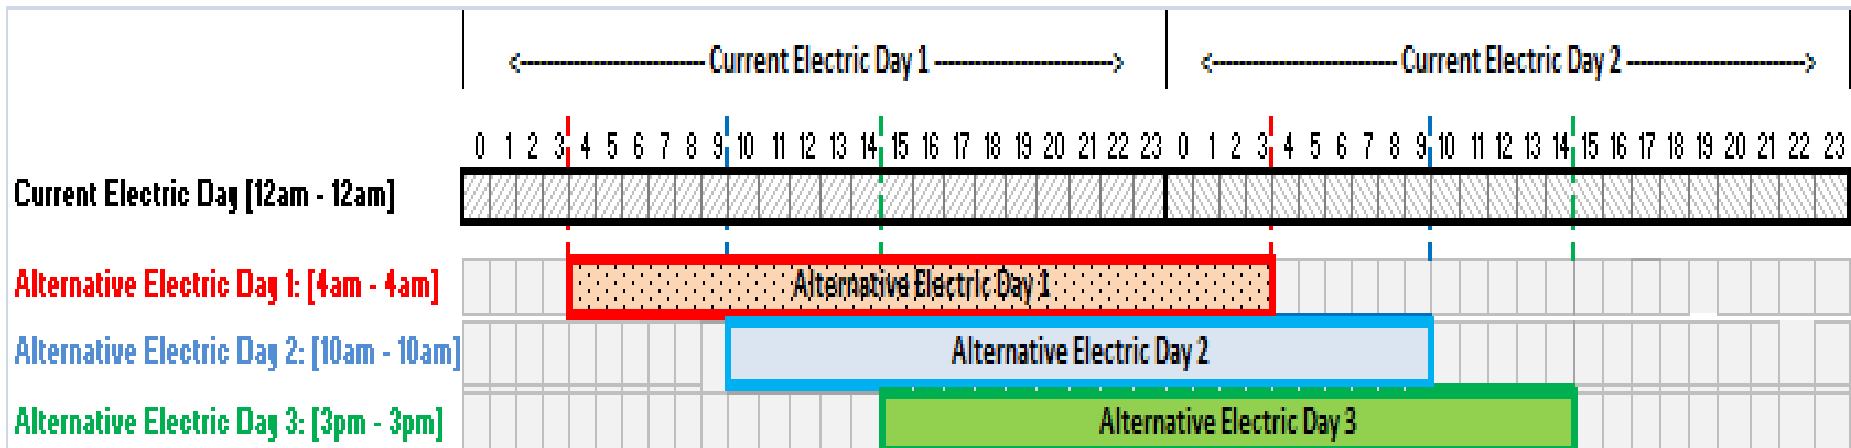 <--------------------- Current Electric Day 1 ---------------------> <--------------------- Current Electric Day 2 --------------------->
0 1 2 3 4 5 6 7 8 9 10 11 12 13 14 15 16 17 18 19 20 21 22 23 0 1 2 3 4 5 6 7 8 9 10 11 12 13 14 15 16 17 18 19 20 21 22 23
Current Electric Day [12am - 12am]
Alternative Electric Day 1: [4am - 4am] Alternative Electric Day 1
Alternative Electric Day 2: [10am - 10am] Alternative Electric Day 2
Alternative Electric Day 3: [3pm - 3pm] Alternative Electric Day 3